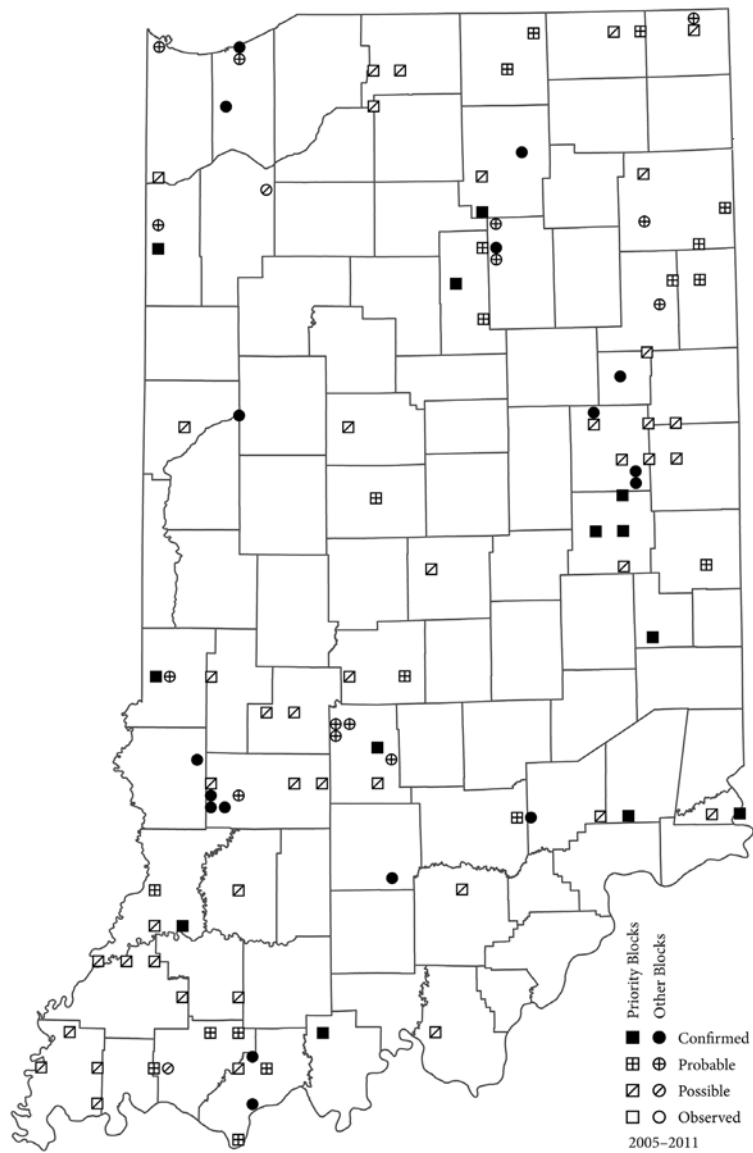 Priority Blocks
Other Blocks
Confirmed
Probable
Possible
Observed
2005–2011